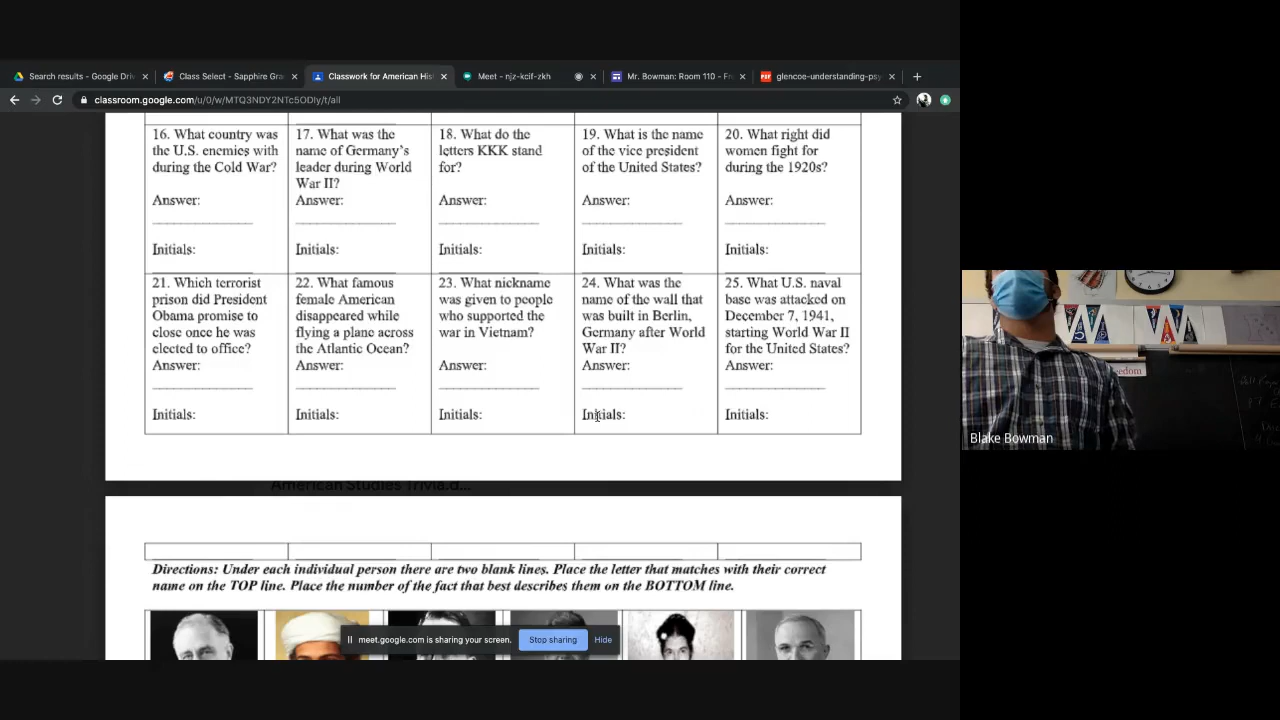 Search results - Google Driv
Class Select - Sapphire Gra
Classwork for American His
Meet - njz-kcif-zkh
Mr. Bowman: Room 110 - Fr
glencoe-understanding-psy
classroom.google.com/u/0/w/MTQ3NDY2NTc5ODIy/t/all
16. What country was
the U.S. enemies with
during the Cold War?
Answer:
Initials:
17. What was the
name of Germany's
leader during World
War II?
Answer:
Initials:
18. What do the
letters KKK stand
for?
Answer:
Initials:
19. What is the name
of the vice president
of the United States?
Answer:
Initials:
20. What right did
women fight for
during the 1920s?
Answer:
Initials:
21. Which terrorist
prison did President
Obama promise to
close once he was
elected to office?
Answer:
Initials:
22. What famous
female American
disappeared while
flying a plane across
the Atlantic Ocean?
Answer:
Initials:
23. What nickname
was given to people
who supported the
war in Vietnam?
Answer:
Initials:
24. What was the
name of the wall that
was built in Berlin,
Germany after World
War II?
Answer:
Initials:
25. What U.S. naval
base was attacked on
December 7, 1941,
starting World War II
for the United States?
Answer:
Initials:
American Studies Trivia.d...
Directions: Under each individual person there are two blank lines. Place the letter that matches with their correct
name on the TOP line. Place the number of the fact that best describes them on the BOTTOM line.
meet.google.com is sharing your screen.
Stop sharing
Hide
eedom
Blake Bowman